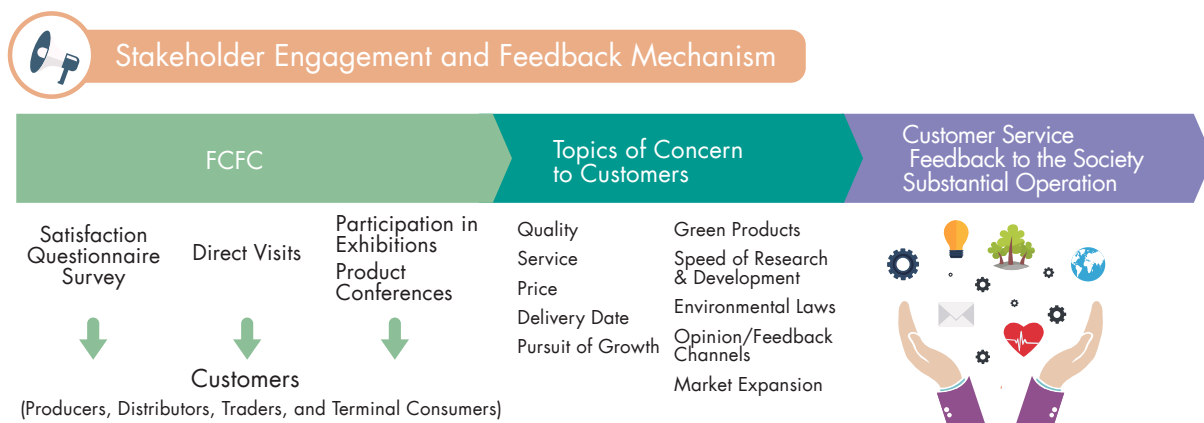 Stakeholder Engagement and Feedback Mechanism
FCFC
Satisfaction
Questionnaire
Survey
Direct Visits
Participation in
Exhibitions
Product
Conferences
Customers
(Producers, Distributors, Traders, and Terminal Consumers)
Topics of Concern
to Customers
Quality
Service
Price
Delivery Date
Pursuit of Growth
Green Products
Speed of Research
& Development
Environmental Laws
Opinion/Feedback
Channels
Market Expansion
Customer Service
Feedback to the Society
Substantial Operation